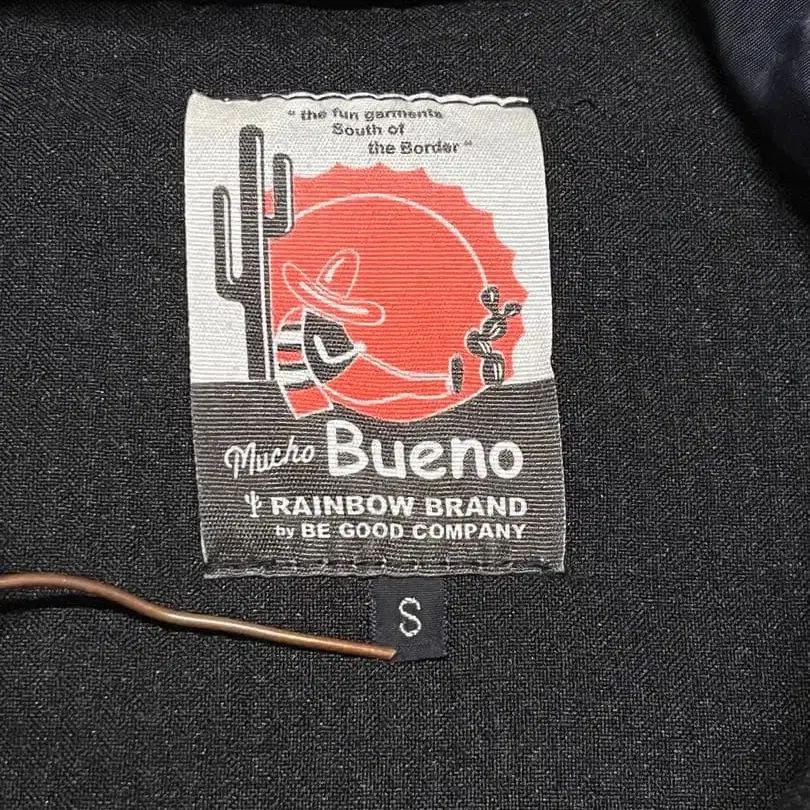 " the fun garments
South of
the Border "
Mucho Bueno
RAINBOW BRAND
by BE GOOD COMPANY
S